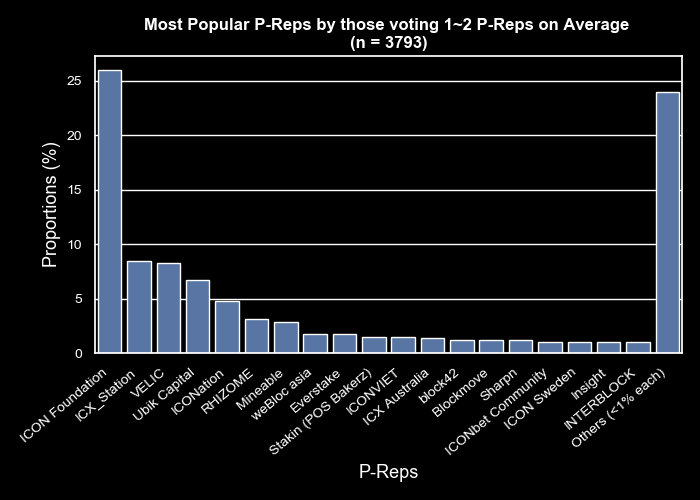 Most Popular P-Reps by those voting 1~2 P-Reps on Average
(n = 3793)
Proportions (%)
25
20
15
10
5
0
ICON Foundation
ICX_Station
VELIC
Ubik Capital
ICONation
RHIZOME
Mineable
weBloc asia
Everstake
Stakin (POS Bakerz)
ICONVIET
ICX Australia
block42
Blockmove
Sharpn
ICONbet Community
ICON Sweden
Insight
INTERBLOCK
Others (<1% each)
P-Reps